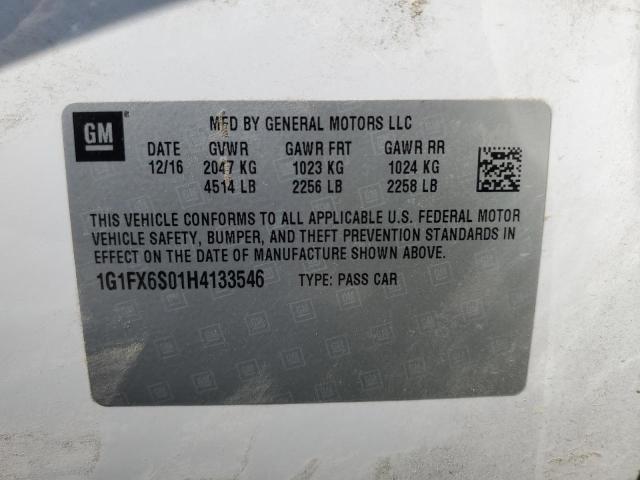 GM
MFD BY GENERAL MOTORS LLC
DATE GVWR GAWR FRT GAWR RR
12/16 2047 KG 1023 KG 1024 KG
4514 LB 2256 LB 2258 LB
THIS VEHICLE CONFORMS TO ALL APPLICABLE U.S. FEDERAL MOTOR
VEHICLE SAFETY, BUMPER, AND THEFT PREVENTION STANDARDS IN
EFFECT ON THE DATE OF MANUFACTURE SHOWN ABOVE.
1G1FX6S01H4133546 TYPE: PASS CAR